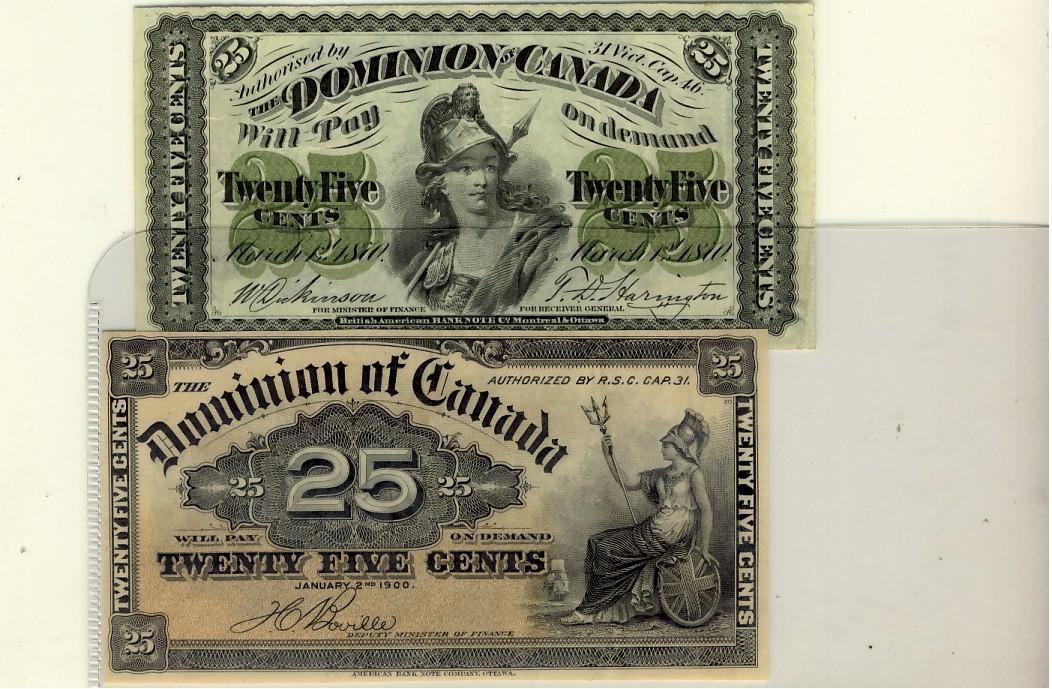 25
Authorised by
31 Vict. Cap. 46.
25
THE DOMINION OF CANADA
Will Pay
on demand
TWENTY FIVE CENTS
25
Twenty Five
CENTS
March 1st, 1870.
25
Twenty Five
CENTS
March 1st, 1870.
TWENTY FIVE CENTS
W Dickinson
FOR MINISTER OF FINANCE
T. D. Harington
FOR RECEIVER GENERAL
British American BANK NOTE Co. Montreal & Ottawa
25
25
THE
Dominion of Canada
AUTHORIZED BY R.S.C. CAP. 31.
TWENTY FIVE CENTS
25
25
25
TWENTY FIVE CENTS
WILL PAY
ON DEMAND
TWENTY FIVE CENTS
JANUARY 2ND 1900.
H C Boville
DEPUTY MINISTER OF FINANCE
25
AMERICAN BANK NOTE COMPANY, OTTAWA.